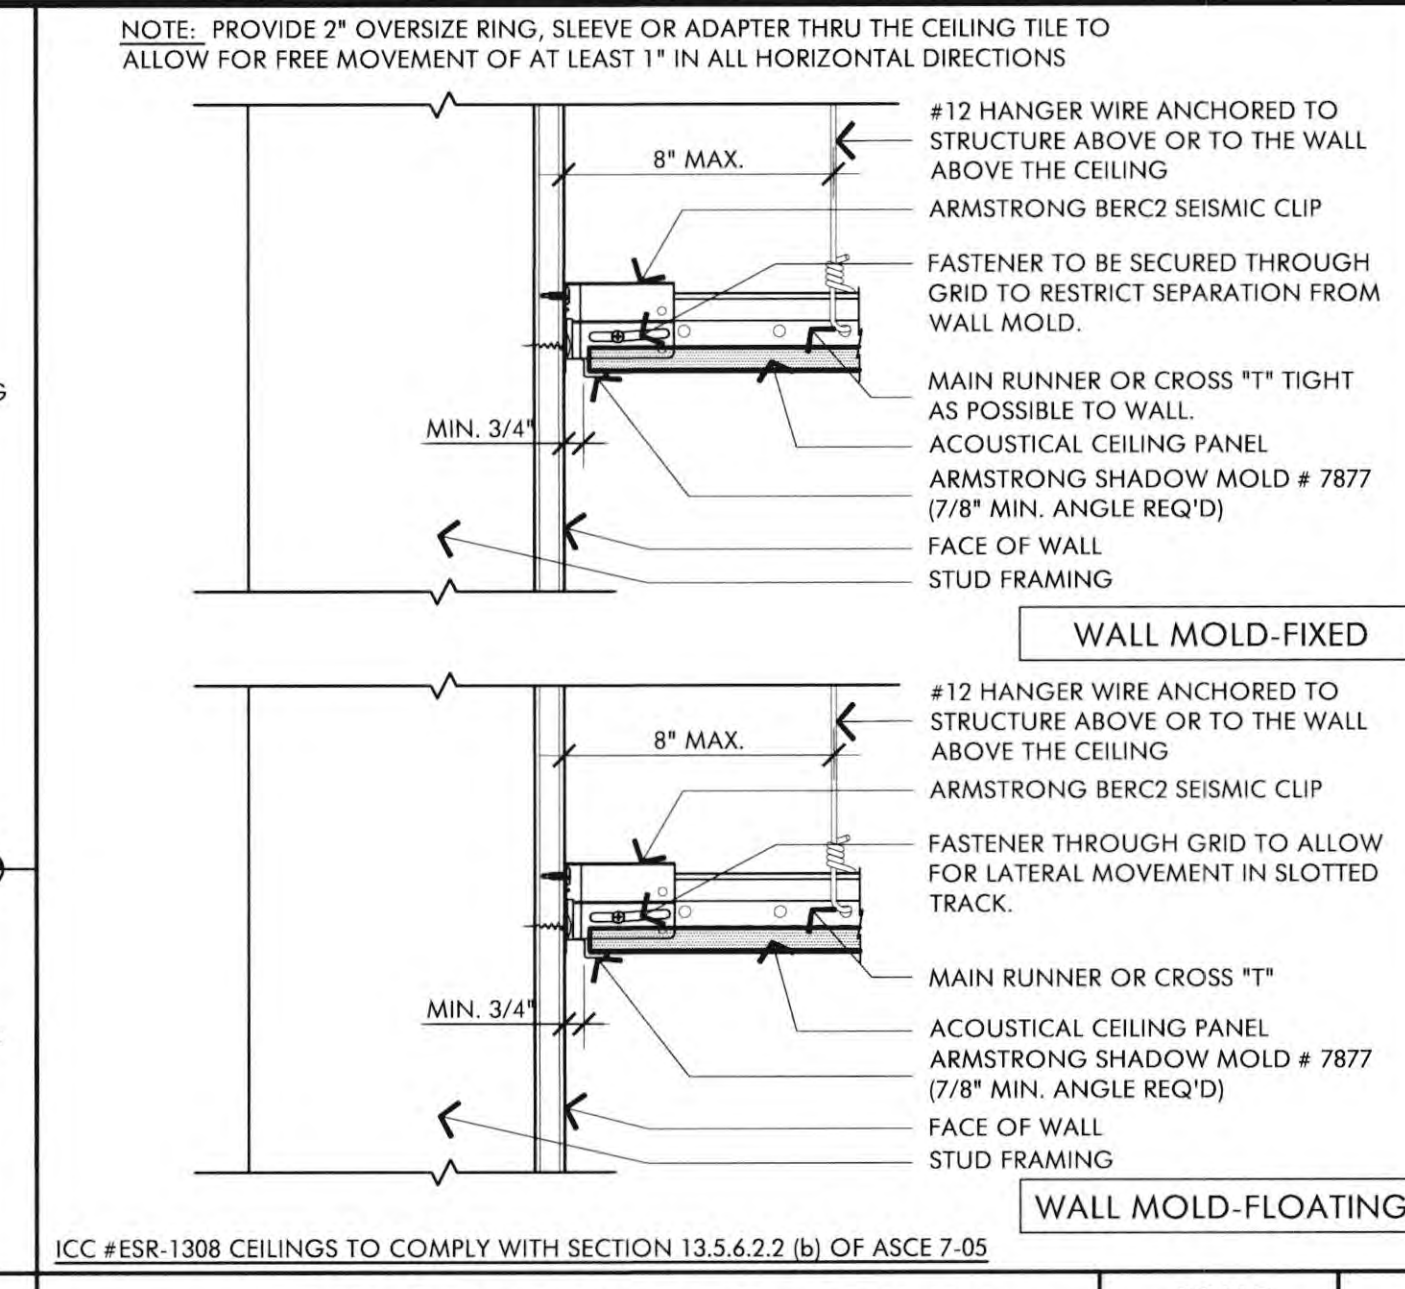 NOTE: PROVIDE 2" OVERSIZE RING, SLEEVE OR ADAPTER THRU THE CEILING TILE TO
ALLOW FOR FREE MOVEMENT OF AT LEAST 1" IN ALL HORIZONTAL DIRECTIONS
#12 HANGER WIRE ANCHORED TO
STRUCTURE ABOVE OR TO THE WALL
ABOVE THE CEILING
8" MAX.
ARMSTRONG BERC2 SEISMIC CLIP
FASTENER TO BE SECURED THROUGH
GRID TO RESTRICT SEPARATION FROM
WALL MOLD.
MAIN RUNNER OR CROSS "T" TIGHT
AS POSSIBLE TO WALL.
MIN. 3/4"
ACOUSTICAL CEILING PANEL
ARMSTRONG SHADOW MOLD # 7877
(7/8" MIN. ANGLE REQ'D)
FACE OF WALL
STUD FRAMING
WALL MOLD-FIXED
#12 HANGER WIRE ANCHORED TO
STRUCTURE ABOVE OR TO THE WALL
ABOVE THE CEILING
8" MAX.
ARMSTRONG BERC2 SEISMIC CLIP
FASTENER THROUGH GRID TO ALLOW
FOR LATERAL MOVEMENT IN SLOTTED
TRACK.
MAIN RUNNER OR CROSS "T"
MIN. 3/4"
ACOUSTICAL CEILING PANEL
ARMSTRONG SHADOW MOLD # 7877
(7/8" MIN. ANGLE REQ'D)
FACE OF WALL
STUD FRAMING
WALL MOLD-FLOATING
ICC #ESR-1308 CEILINGS TO COMPLY WITH SECTION 13.5.6.2.2 (b) OF ASCE 7-05